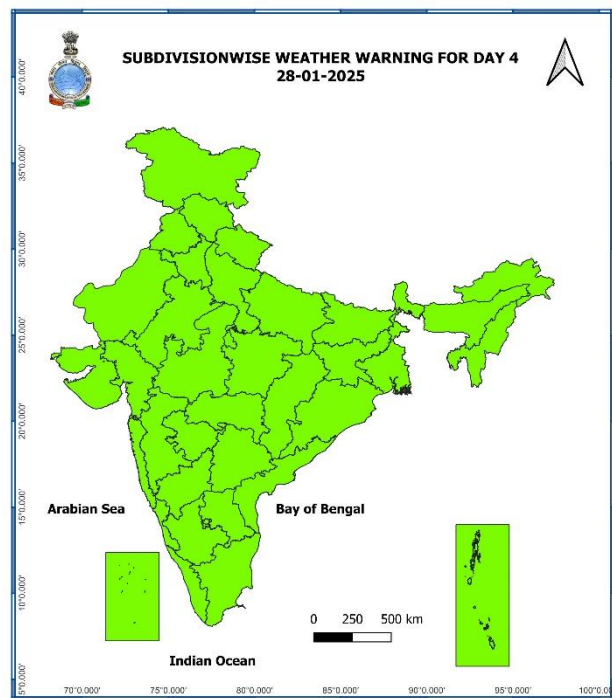 SUBDIVISIONWISE WEATHER WARNING FOR DAY 4
28-01-2025
40°0.000'
35°0.000'
30°0.000'
25°0.000'
20°0.000'
15°0.000'
10°0.000'
5°0.000'
Arabian Sea
Bay of Bengal
0 250 500 km
Indian Ocean
70°0.000' 75°0.000' 80°0.000' 85°0.000' 90°0.000' 95°0.000' 100°0.000'